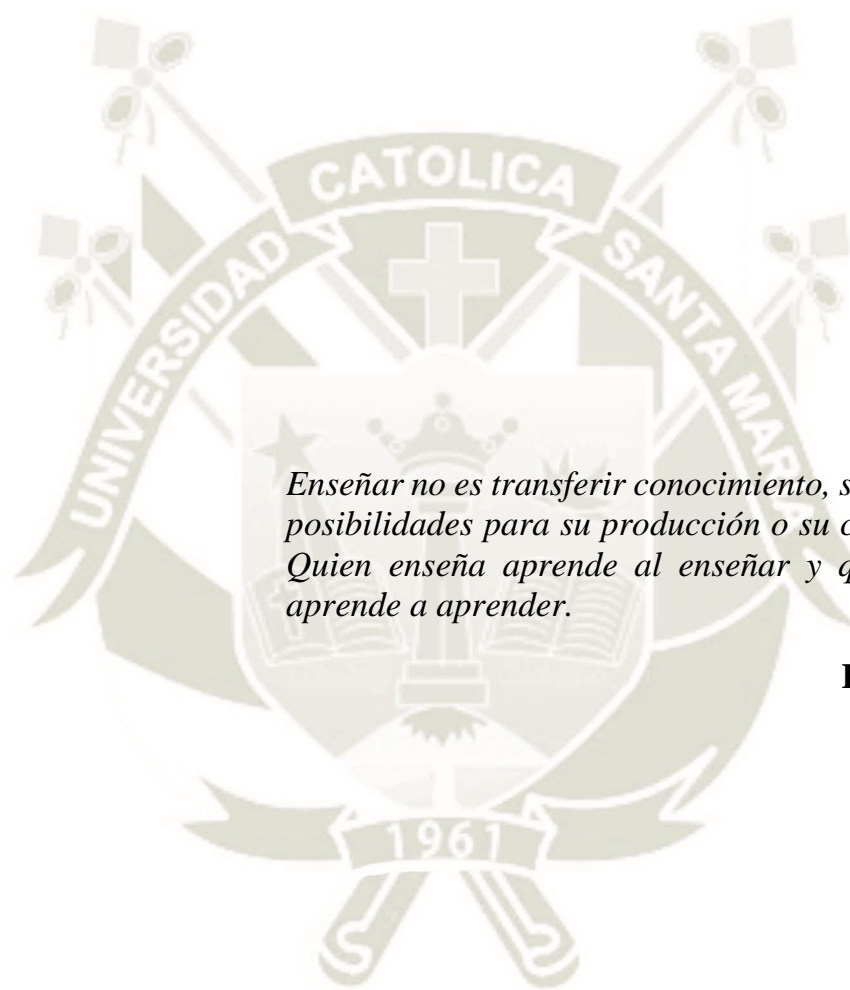 CATOLICA
UNIVERSIDAD
SANTA MARIA
Enseñar no es transferir conocimiento, s
posibilidades para su producción o su c
Quien enseña aprende al enseñar y q
aprende a aprender.
1961